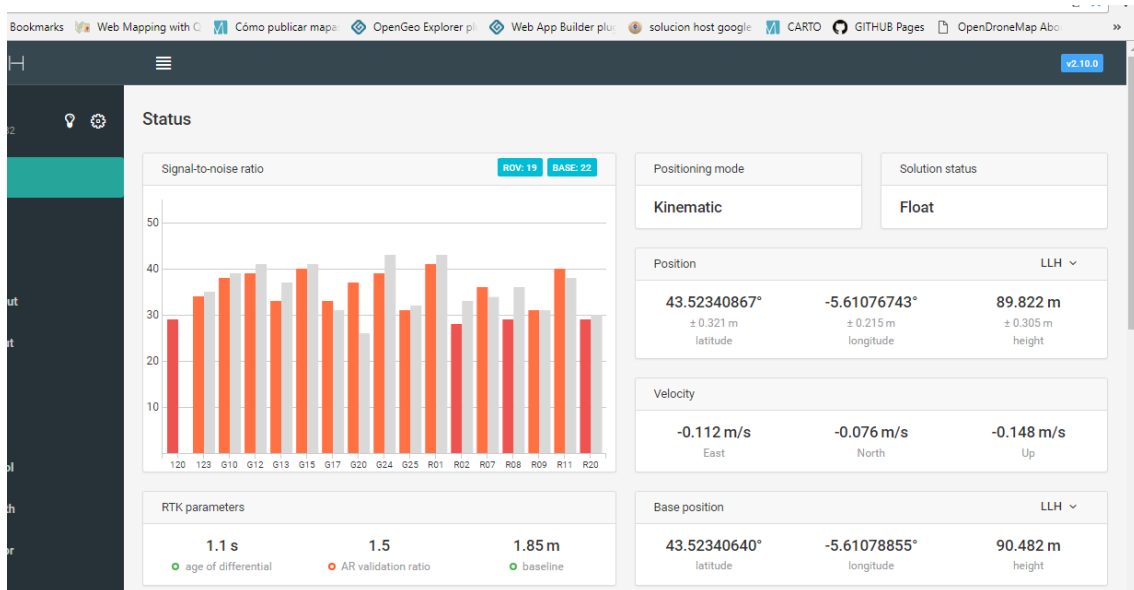 Bookmarks Web Mapping with Q Cómo publicar mapa OpenGeo Explorer pl Web App Builder plu solucion host google CARTO GITHUB Pages OpenDroneMap Abo »
H v2.10.0
Status
Signal-to-noise ratio ROV: 19 BASE: 22
50
40
30
20
10
120 123 G10 G12 G13 G15 G17 G20 G24 G25 R01 R02 R07 R08 R09 R11 R20
Positioning mode
Kinematic
Solution status
Float
Position LLH
43.52340867° -5.61076743° 89.822 m
± 0.321 m ± 0.215 m ± 0.305 m
latitude longitude height
Velocity
-0.112 m/s -0.076 m/s -0.148 m/s
East North Up
RTK parameters
1.1 s 1.5 1.85 m
age of differential AR validation ratio baseline
Base position LLH
43.52340640° -5.61078855° 90.482 m
latitude longitude height
ut